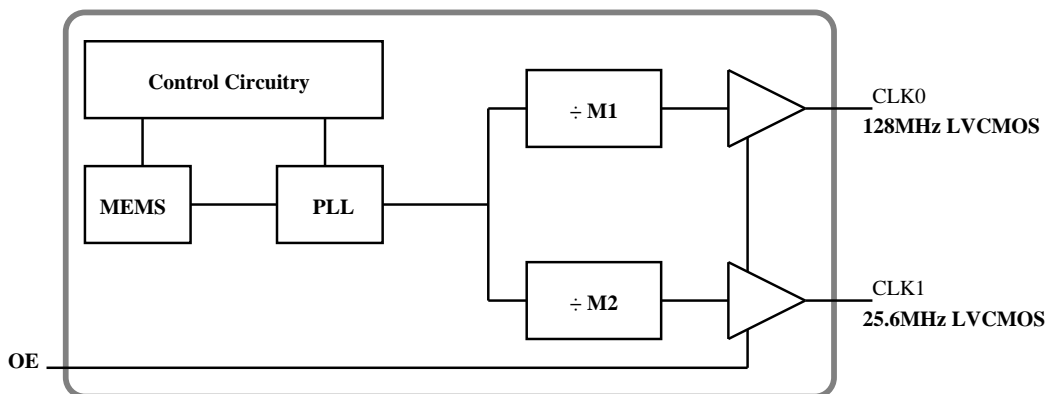 Control Circuitry
÷ M1
CLK0
128MHz LVCMOS
MEMS
PLL
÷ M2
CLK1
25.6MHz LVCMOS
OE